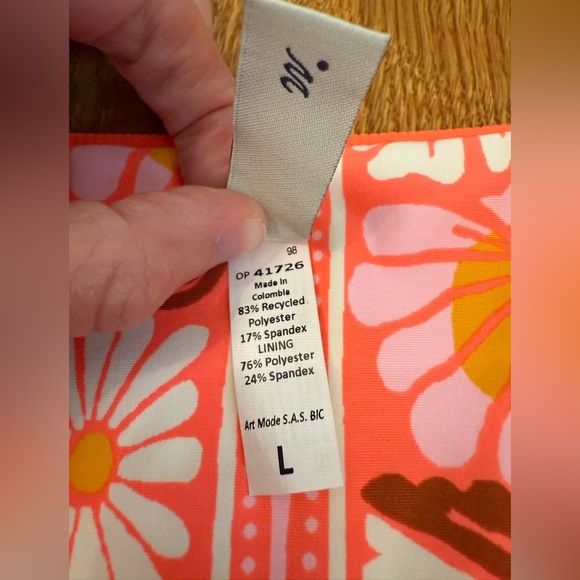 98
OP 41726
Made in
Colombia
83% Recycled
Polyester
17% Spandex
LINING
76% Polyester
24% Spandex
Art Mode S.A.S. BIC
L